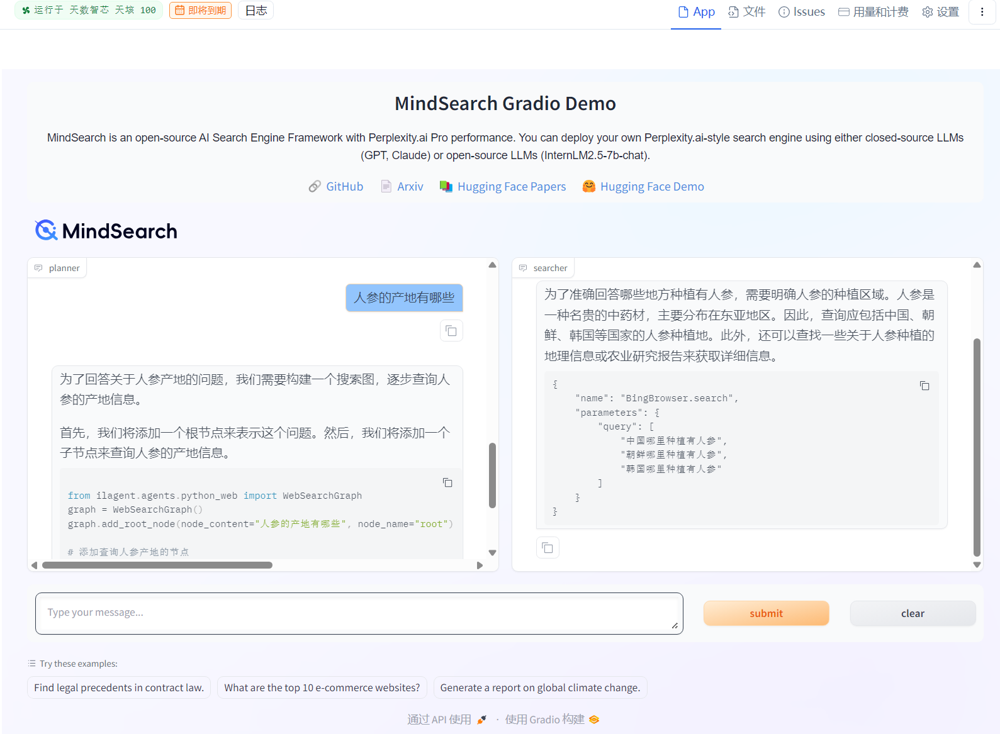 运行于 天数智芯 天垓 100
即将到期
日志
App
文件
Issues
用量和计费
设置
MindSearch Gradio Demo
MindSearch is an open-source AI Search Engine Framework with Perplexity.ai Pro performance. You can deploy your own Perplexity.ai-style search engine using either closed-source LLMs
(GPT, Claude) or open-source LLMs (InternLM2.5-7b-chat).
GitHub
Arxiv
Hugging Face Papers
Hugging Face Demo
MindSearch
planner
人参的产地有哪些
为了回答关于人参产地的问题，我们需要构建一个搜索图，逐步查询人
参的产地信息。
首先，我们将添加一个根节点来表示这个问题。然后，我们将添加一个
子节点来查询人参的产地信息。
from ilagent.agents.python_web import WebSearchGraph
graph = WebSearchGraph()
graph.add_root_node(node_content="人参的产地有哪些", node_name="root")
# 添加查询人参产地的节点
searcher
为了准确回答哪些地方种植有人参，需要明确人参的种植区域。人参是
一种名贵的中药材，主要分布在东亚地区。因此，查询应包括中国、朝
鲜、韩国等国家的人参种植地。此外，还可以查找一些关于人参种植的
地理信息或农业研究报告来获取详细信息。
{
"name": "BingBrowser.search",
"parameters": {
"query": [
"中国哪里种植有人参",
"朝鲜哪里种植有人参",
"韩国哪里种植有人参"
]
}
}
Type your message...
submit
clear
Try these examples:
Find legal precedents in contract law.
What are the top 10 e-commerce websites?
Generate a report on global climate change.
通过 API 使用 · 使用 Gradio 构建